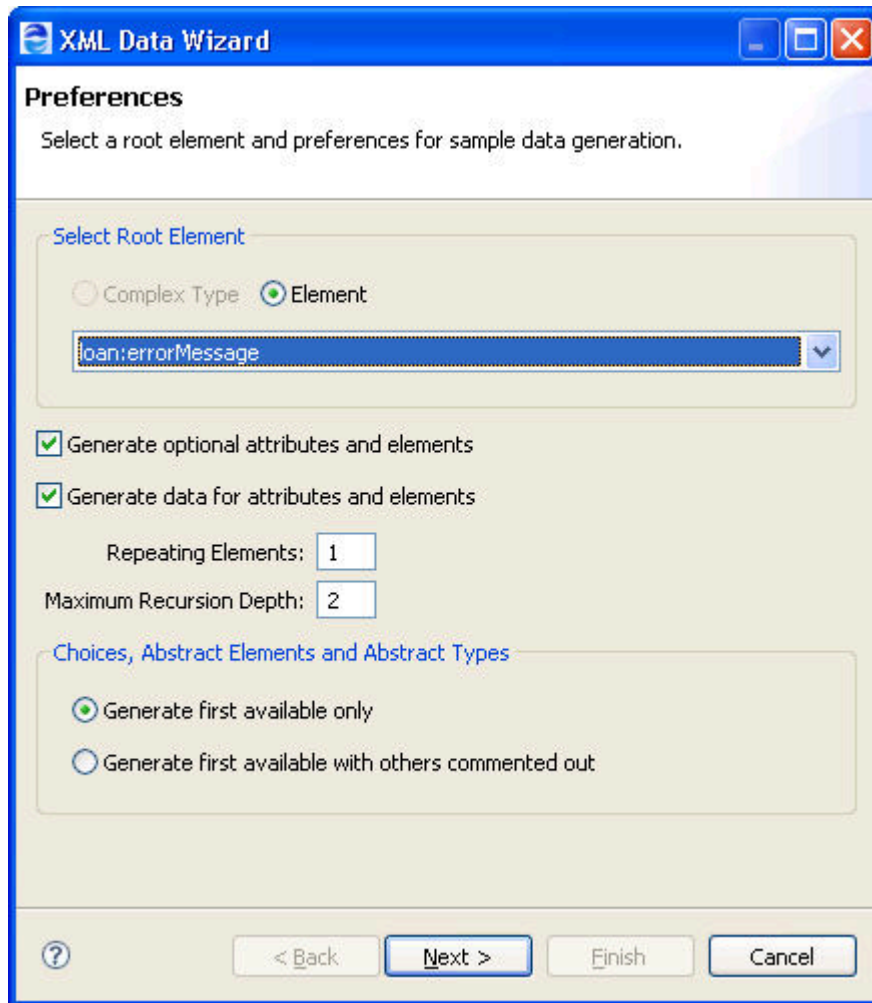 XML Data Wizard
Preferences
Select a root element and preferences for sample data generation.
Select Root Element
Complex Type Element
loan:errorMessage
Generate optional attributes and elements
Generate data for attributes and elements
Repeating Elements: 1
Maximum Recursion Depth: 2
Choices, Abstract Elements and Abstract Types
Generate first available only
Generate first available with others commented out
? < Back Next > Finish Cancel